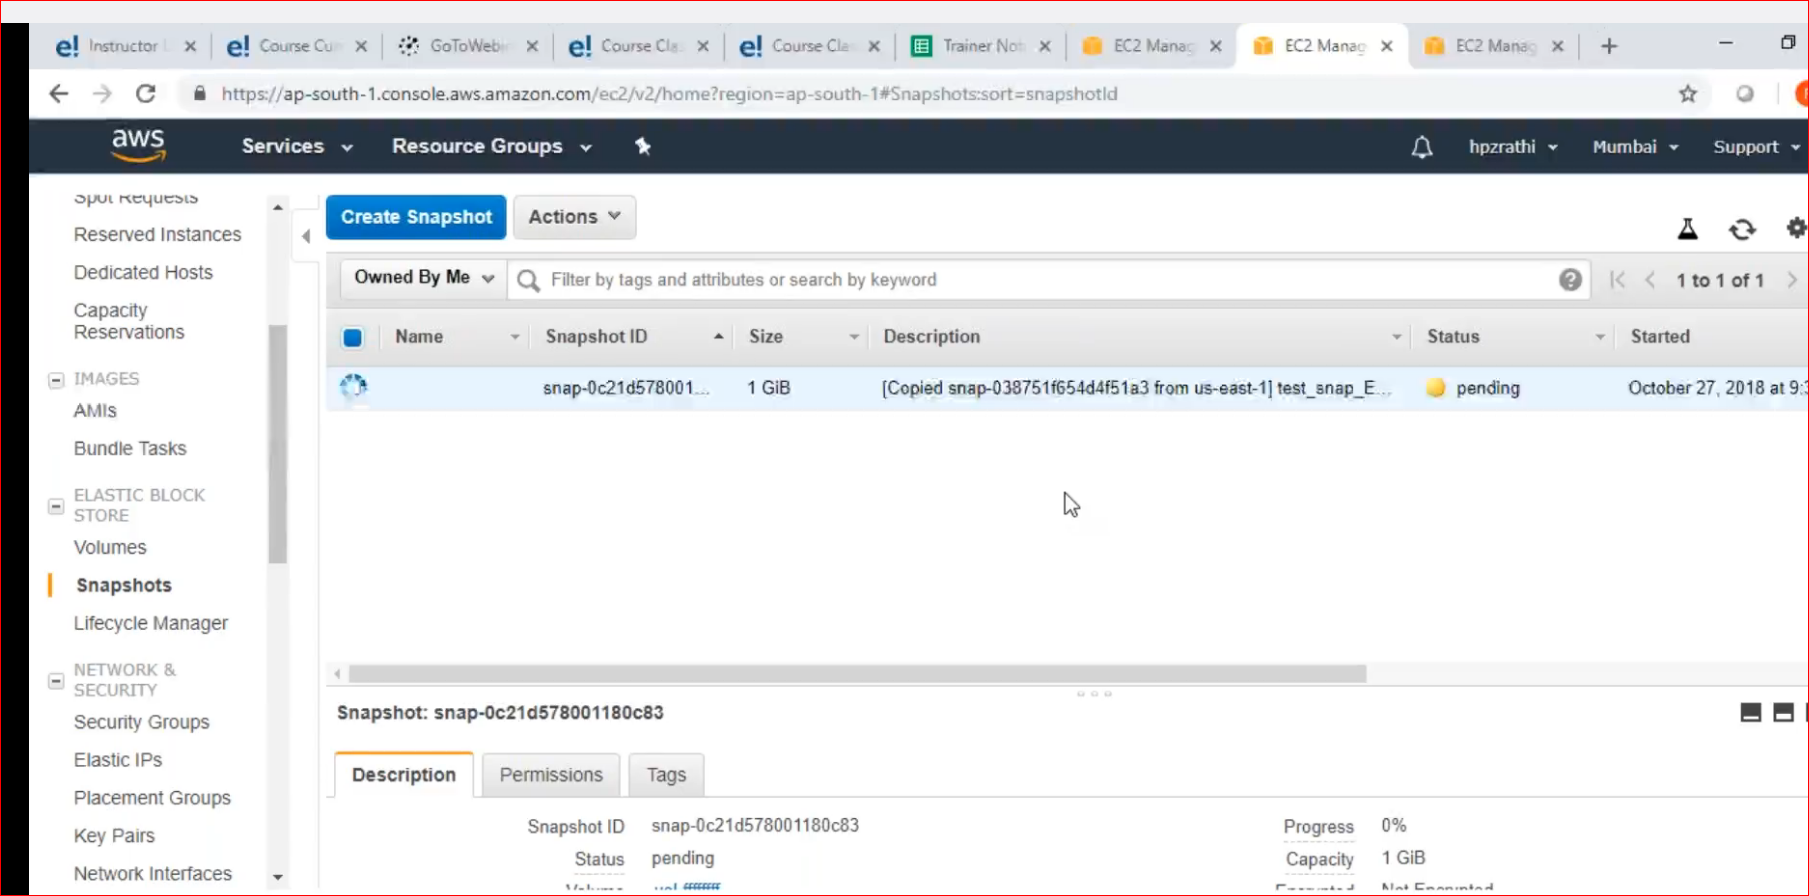 Instructor
Course Cu
GoToWebi
Course Cla
Course Cla
Trainer Not
EC2 Manag
EC2 Manag
EC2 Manag
https://ap-south-1.console.aws.amazon.com/ec2/v2/home?region=ap-south-1#Snapshots:sort=snapshotId
aws
Services
Resource Groups
hpzrathi
Mumbai
Support
Spot Requests
Reserved Instances
Dedicated Hosts
Capacity
Reservations
IMAGES
AMIs
Bundle Tasks
ELASTIC BLOCK
STORE
Volumes
Snapshots
Lifecycle Manager
NETWORK &
SECURITY
Security Groups
Elastic IPs
Placement Groups
Key Pairs
Network Interfaces
Create Snapshot
Actions
Owned By Me
Filter by tags and attributes or search by keyword
1 to 1 of 1
Name Snapshot ID Size Description Status Started
snap-0c21d578001... 1 GiB [Copied snap-038751f654d4f51a3 from us-east-1] test_snap_E... pending October 27, 2018 at 9:3
Snapshot: snap-0c21d578001180c83
Description
Permissions
Tags
Snapshot ID snap-0c21d578001180c83
Progress 0%
Status pending
Capacity 1 GiB